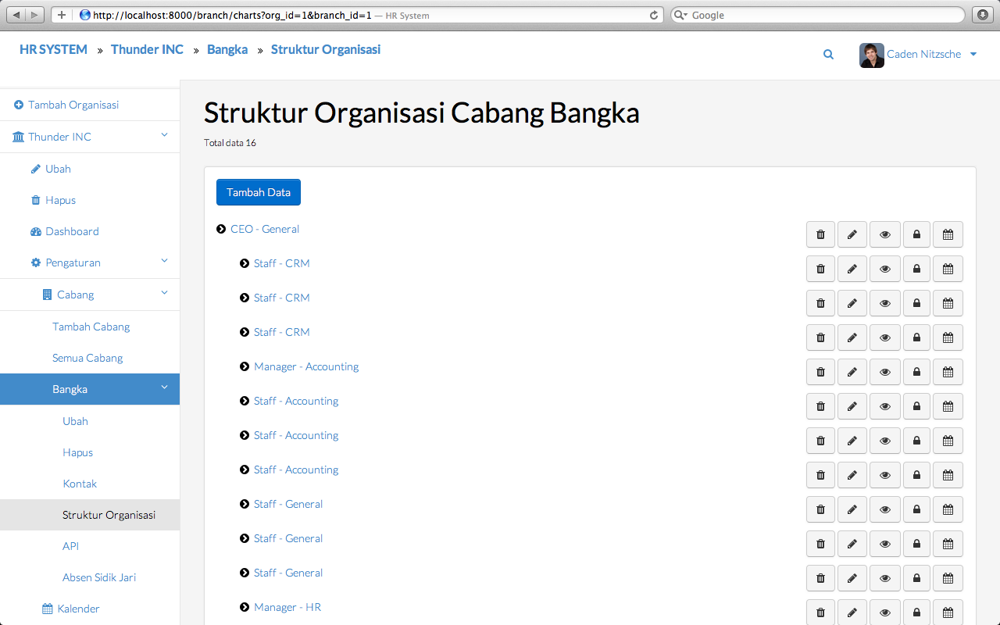 http://localhost:8000/branch/charts?org_id=1&branch_id=1 — HR System
Google
HR SYSTEM » Thunder INC » Bangka » Struktur Organisasi
Caden Nitzsche
Tambah Organisasi
Thunder INC
Ubah
Hapus
Dashboard
Pengaturan
Cabang
Tambah Cabang
Semua Cabang
Bangka
Ubah
Hapus
Kontak
Struktur Organisasi
API
Absen Sidik Jari
Kalender
Struktur Organisasi Cabang Bangka
Total data 16
Tambah Data
CEO - General
Staff - CRM
Staff - CRM
Staff - CRM
Manager - Accounting
Staff - Accounting
Staff - Accounting
Staff - Accounting
Staff - General
Staff - General
Staff - General
Manager - HR